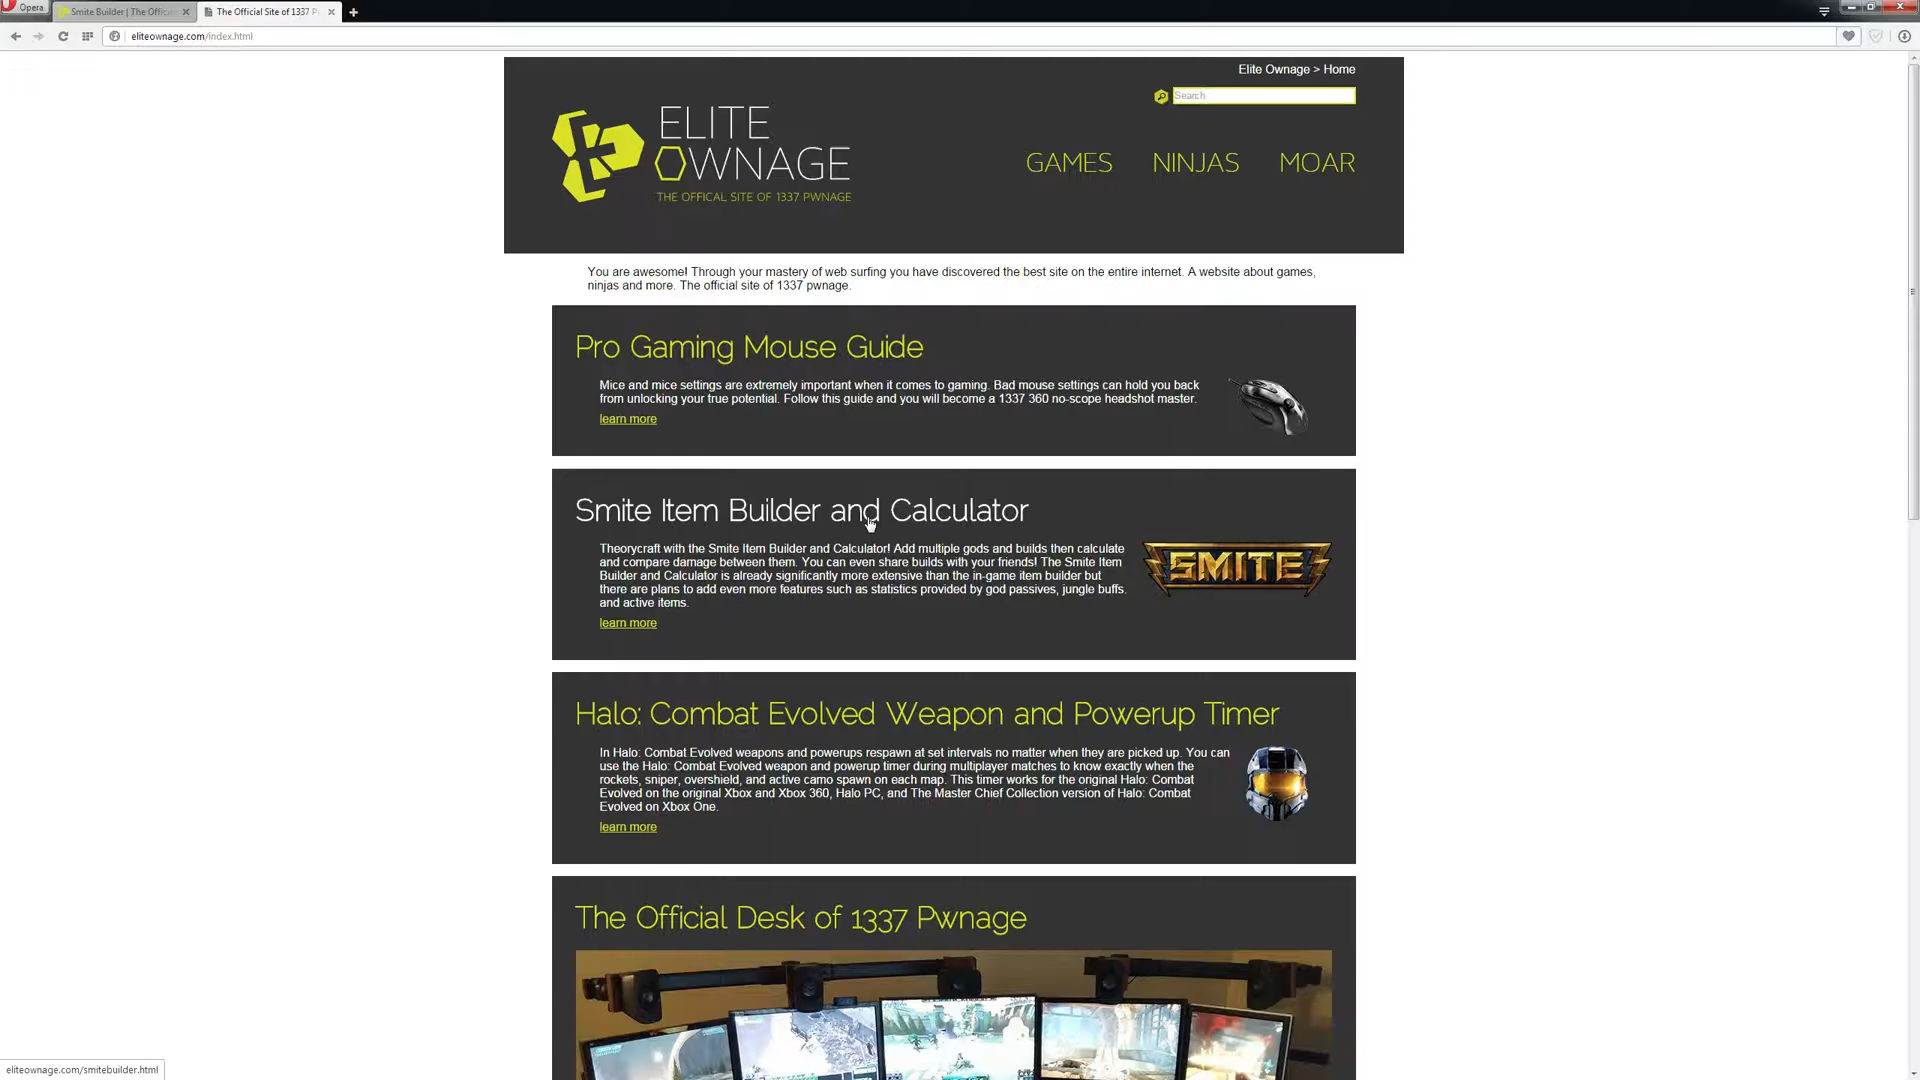 Opera
Smite Builder | The Offici
The Official Site of 1337 P
eliteownage.com/index.html
Elite Ownage > Home
Search
ELITE
OWNAGE
THE OFFICAL SITE OF 1337 PWNAGE
GAMES NINJAS MOAR
You are awesome! Through your mastery of web surfing you have discovered the best site on the entire internet. A website about games,
ninjas and more. The official site of 1337 pwnage.
Pro Gaming Mouse Guide
Mice and mice settings are extremely important when it comes to gaming. Bad mouse settings can hold you back
from unlocking your true potential. Follow this guide and you will become a 1337 360 no-scope headshot master.
learn more
Smite Item Builder and Calculator
Theorycraft with the Smite Item Builder and Calculator! Add multiple gods and builds then calculate
and compare damage between them. You can even share builds with your friends! The Smite Item
Builder and Calculator is already significantly more extensive than the in-game item builder but
there are plans to add even more features such as statistics provided by god passives, jungle buffs.
and active items.
SMITE
learn more
Halo: Combat Evolved Weapon and Powerup Timer
In Halo: Combat Evolved weapons and powerups respawn at set intervals no matter when they are picked up. You can
use the Halo: Combat Evolved weapon and powerup timer during multiplayer matches to know exactly when the
rockets, sniper, overshield, and active camo spawn on each map. This timer works for the original Halo: Combat
Evolved on the original Xbox and Xbox 360, Halo PC, and The Master Chief Collection version of Halo: Combat
Evolved on Xbox One.
learn more
The Official Desk of 1337 Pwnage
eliteownage.com/smitebuilder.html